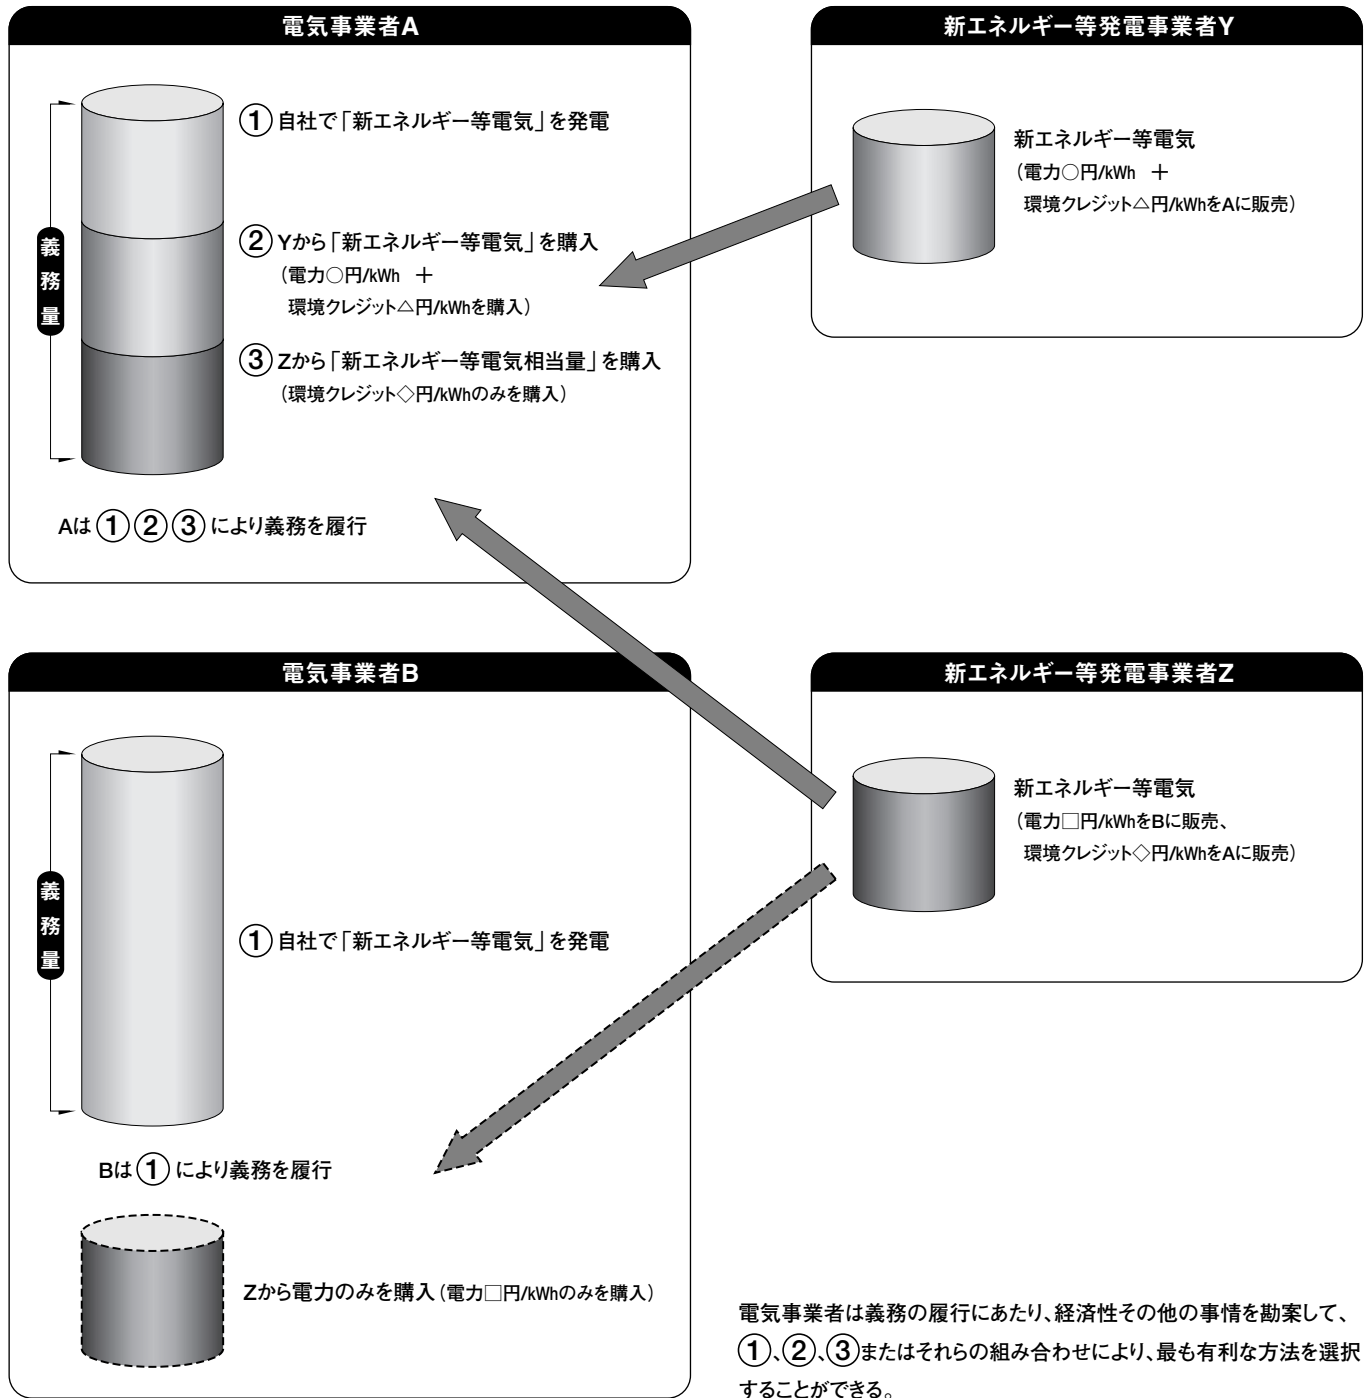 電気事業者A
義務量
①自社で「新エネルギー等電気」を発電
②Yから「新エネルギー等電気」を購入
（電力○円/kWh ＋
環境クレジット△円/kWhを購入）
③Zから「新エネルギー等電気相当量」を購入
（環境クレジット◇円/kWhのみを購入）
Aは①②③により義務を履行
新エネルギー等発電事業者Y
新エネルギー等電気
（電力○円/kWh ＋
環境クレジット△円/kWhをAに販売）
電気事業者B
義務量
①自社で「新エネルギー等電気」を発電
Bは①により義務を履行
Zから電力のみを購入（電力□円/kWhのみを購入）
新エネルギー等発電事業者Z
新エネルギー等電気
（電力□円/kWhをBに販売、
環境クレジット◇円/kWhをAに販売）
電気事業者は義務の履行にあたり、経済性その他の事情を勘案して、
①、②、③またはそれらの組み合わせにより、最も有利な方法を選択
することができる。